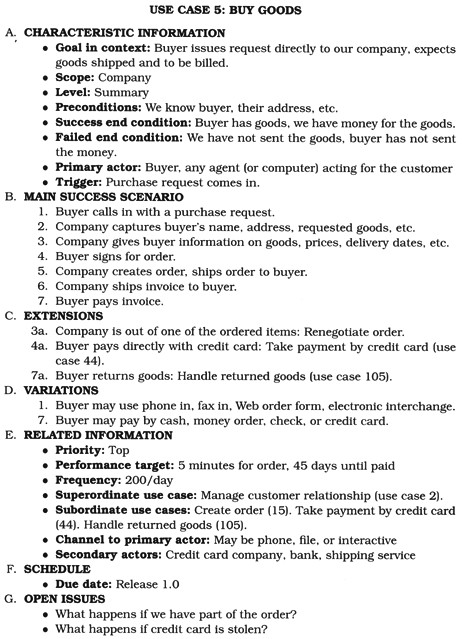 USE CASE 5: BUY GOODS
A. CHARACTERISTIC INFORMATION
• Goal in context: Buyer issues request directly to our company, expects
goods shipped and to be billed.
• Scope: Company
• Level: Summary
• Preconditions: We know buyer, their address, etc.
• Success end condition: Buyer has goods, we have money for the goods.
• Failed end condition: We have not sent the goods, buyer has not sent
the money.
• Primary actor: Buyer, any agent (or computer) acting for the customer
• Trigger: Purchase request comes in.
B. MAIN SUCCESS SCENARIO
1. Buyer calls in with a purchase request.
2. Company captures buyer's name, address, requested goods, etc.
3. Company gives buyer information on goods, prices, delivery dates, etc.
4. Buyer signs for order.
5. Company creates order, ships order to buyer.
6. Company ships invoice to buyer.
7. Buyer pays invoice.
C. EXTENSIONS
3a. Company is out of one of the ordered items: Renegotiate order.
4a. Buyer pays directly with credit card: Take payment by credit card (use
case 44).
7a. Buyer returns goods: Handle returned goods (use case 105).
D. VARIATIONS
1. Buyer may use phone in, fax in, Web order form, electronic interchange.
7. Buyer may pay by cash, money order, check, or credit card.
E. RELATED INFORMATION
• Priority: Top
• Performance target: 5 minutes for order, 45 days until paid
• Frequency: 200/day
• Superordinate use case: Manage customer relationship (use case 2).
• Subordinate use cases: Create order (15). Take payment by credit card
(44). Handle returned goods (105).
• Channel to primary actor: May be phone, file, or interactive
• Secondary actors: Credit card company, bank, shipping service
F. SCHEDULE
• Due date: Release 1.0
G. OPEN ISSUES
• What happens if we have part of the order?
• What happens if credit card is stolen?